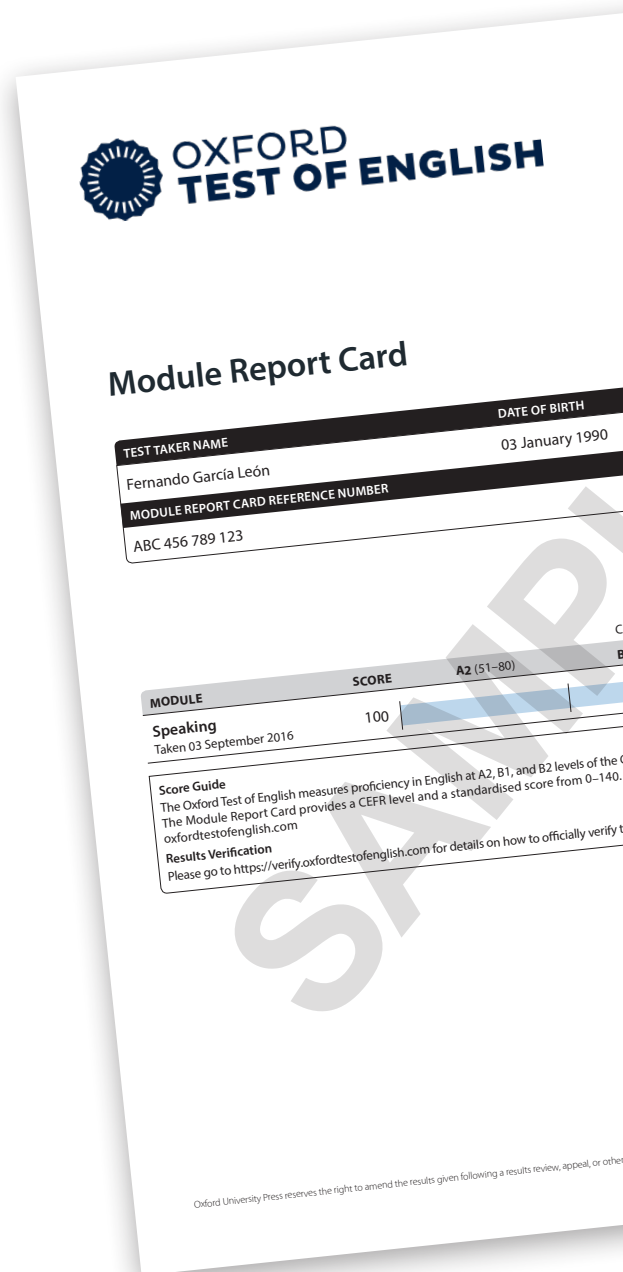 OXFORD
TEST OF ENGLISH
Module Report Card
TEST TAKER NAME DATE OF BIRTH
Fernando García León 03 January 1990
MODULE REPORT CARD REFERENCE NUMBER
ABC 456 789 123
MODULE SCORE A2 (51–80)
Speaking 100
Taken 03 September 2016
Score Guide
The Oxford Test of English measures proficiency in English at A2, B1, and B2 levels of the
The Module Report Card provides a CEFR level and a standardised score from 0–140.
oxfordtestofenglish.com
Results Verification
Please go to https://verify.oxfordtestofenglish.com for details on how to officially verify
Oxford University Press reserves the right to amend the results given following a results review, appeal, or other
SAMPL